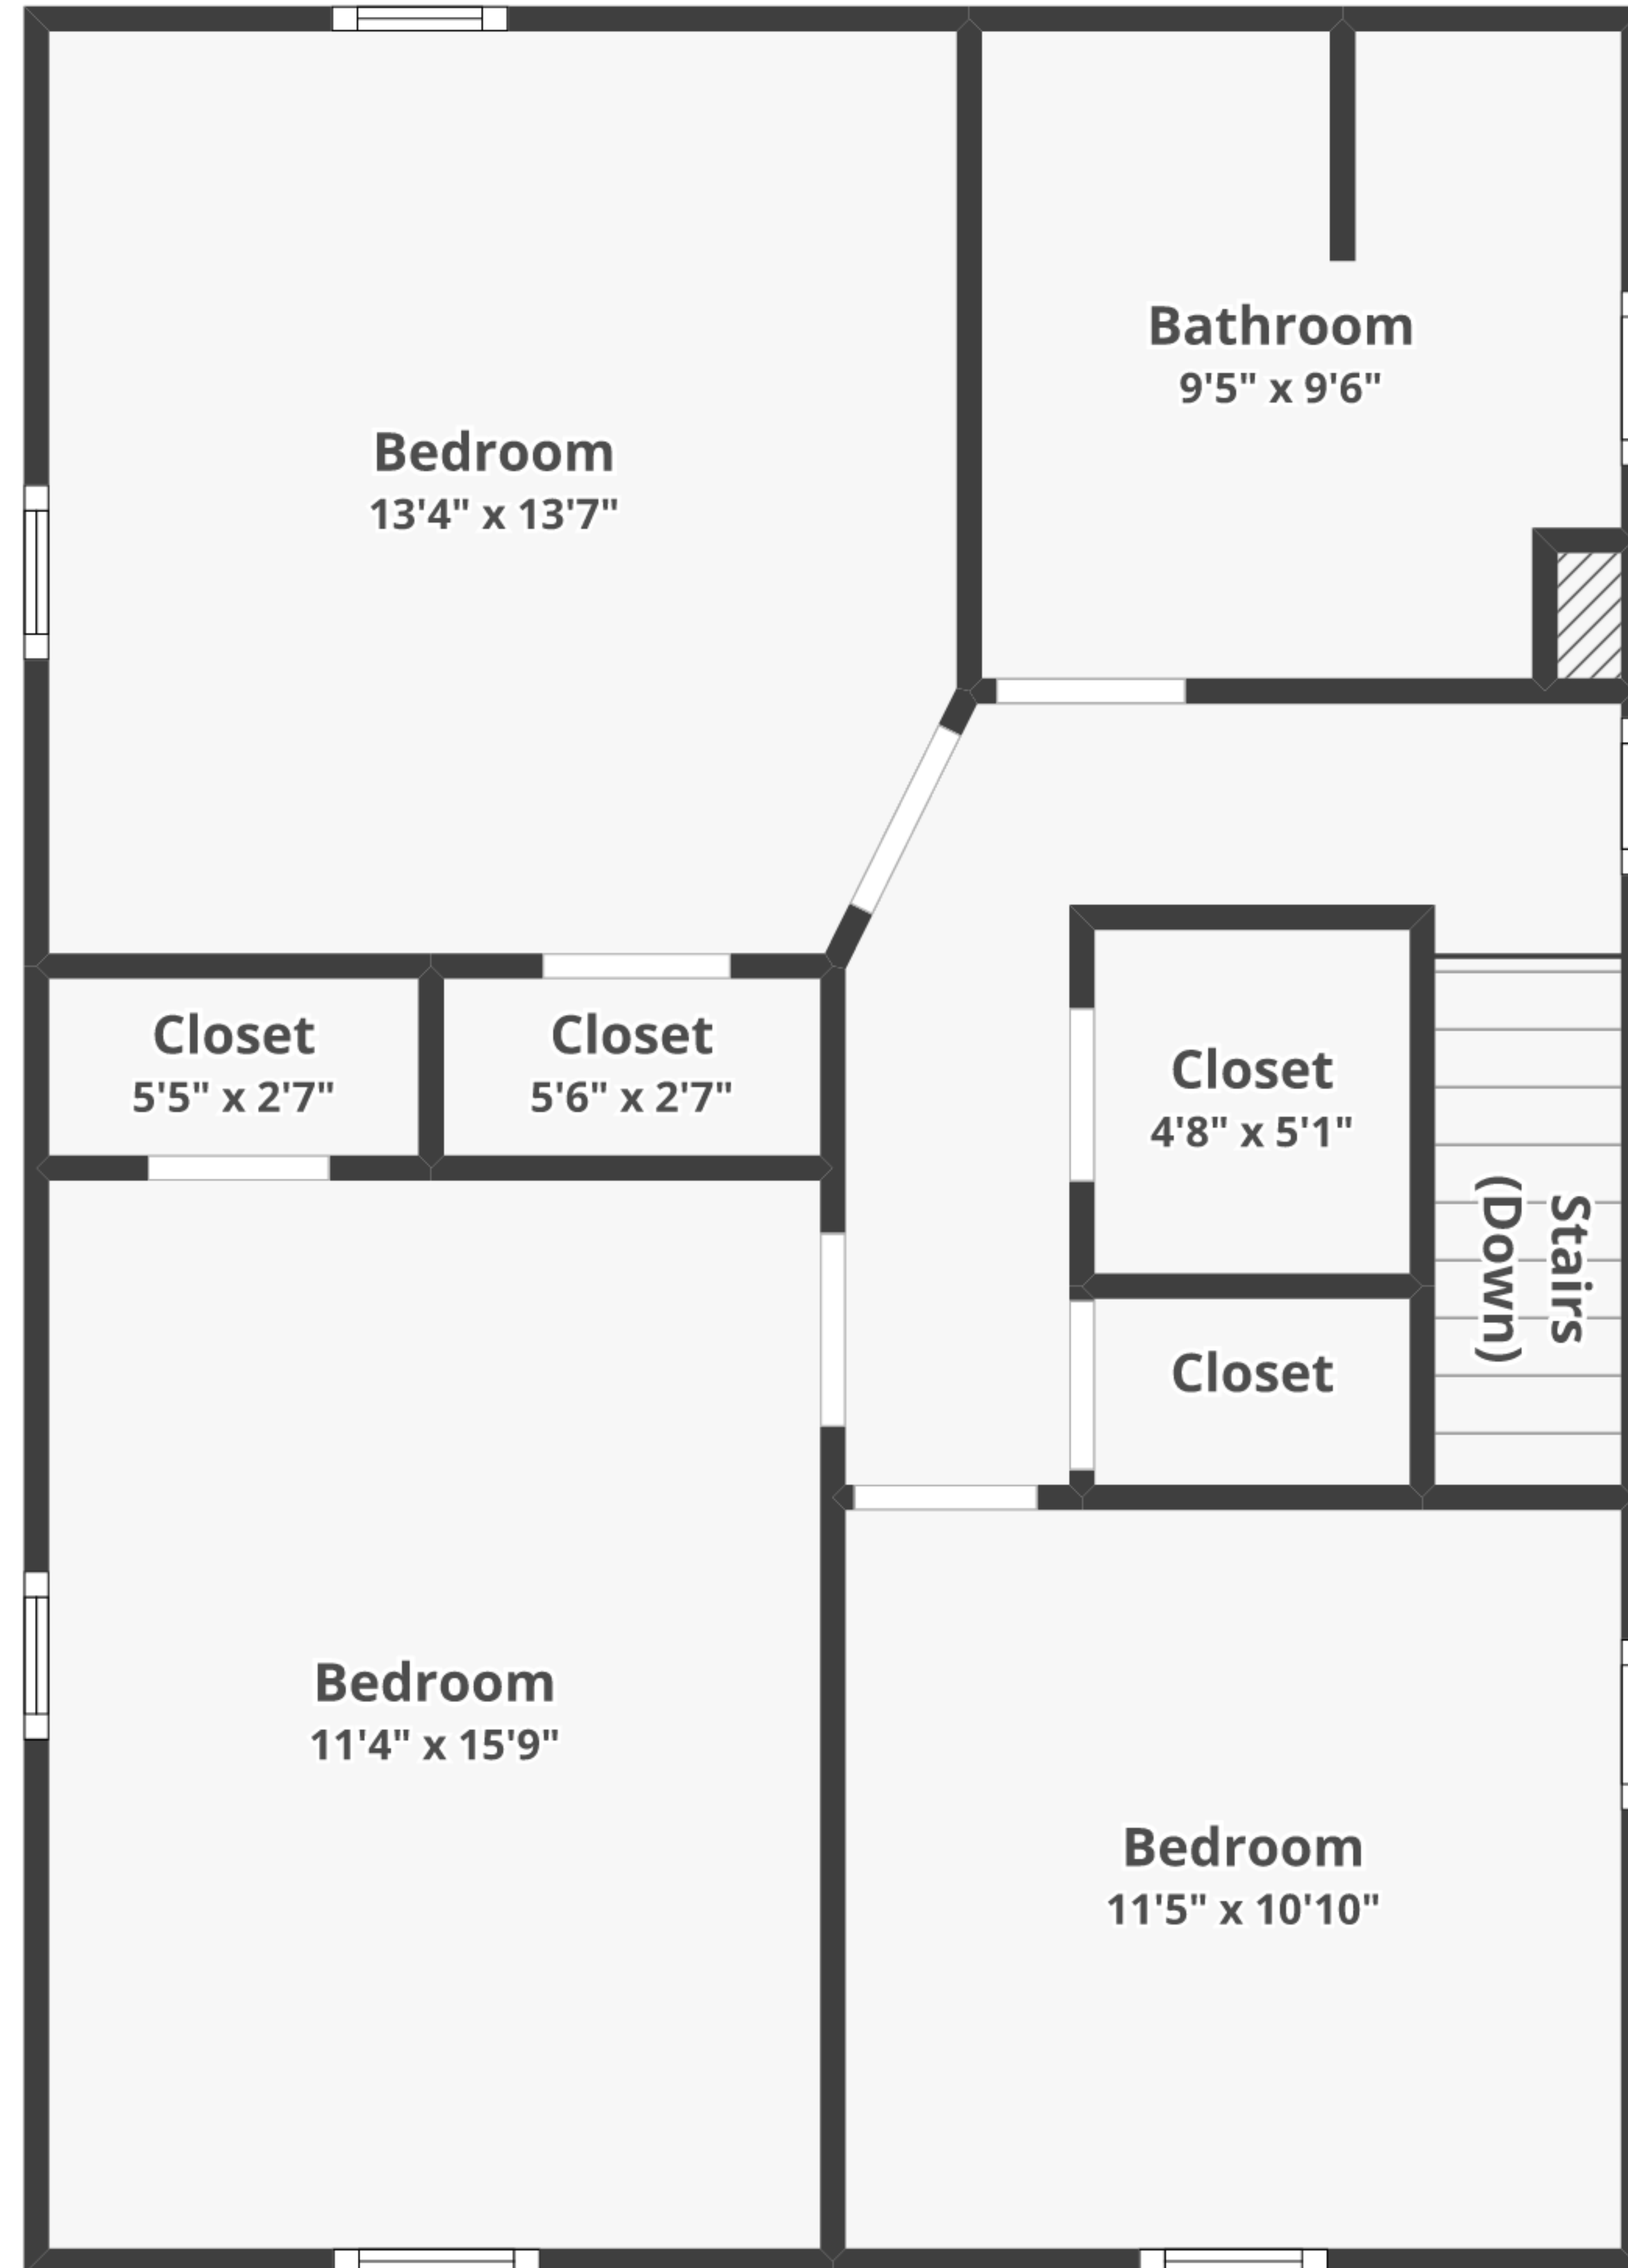 Bathroom
9'5" x 9'6"
Bedroom
13'4" x 13'7"
Closet
5'5" x 2'7"
Closet
5'6" x 2'7"
Closet
4'8" x 5'1"
Stairs
(Down)
Closet
Bedroom
11'4" x 15'9"
Bedroom
11'5" x 10'10"